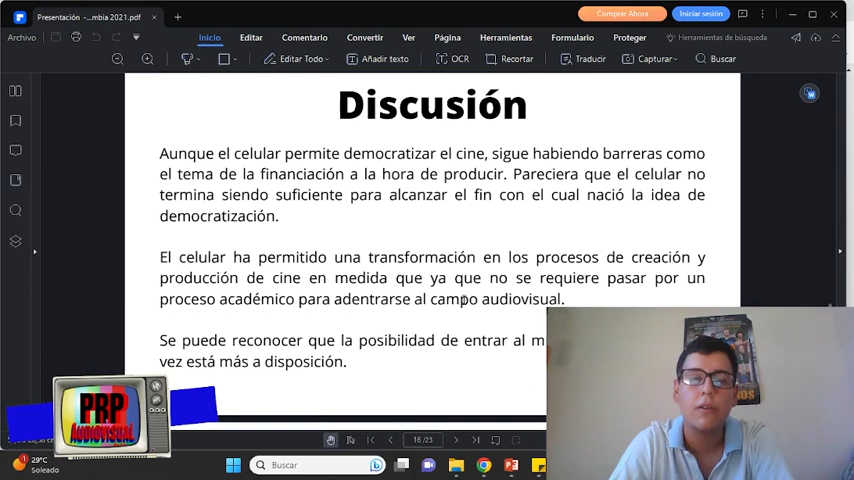 Presentación -...mbia 2021.pdf
Comprar Ahora
Iniciar sesión
Archivo
Inicio
Editar
Comentario
Convertir
Ver
Página
Herramientas
Formulario
Proteger
Herramientas de búsqueda
Editar Todo
Añadir texto
OCR
Recortar
Traducir
Capturar
Buscar
Discusión
Aunque el celular permite democratizar el cine, sigue habiendo barreras como
el tema de la financiación a la hora de producir. Pareciera que el celular no
termina siendo suficiente para alcanzar el fin con el cual nació la idea de
democratización.
El celular ha permitido una transformación en los procesos de creación y
producción de cine en medida que ya que no se requiere pasar por un
proceso académico para adentrarse al campo audiovisual.
Se puede reconocer que la posibilidad de entrar al m
vez está más a disposición.
PRP
AUDIOVISUAL
16/23
29°C
Soleado
Buscar